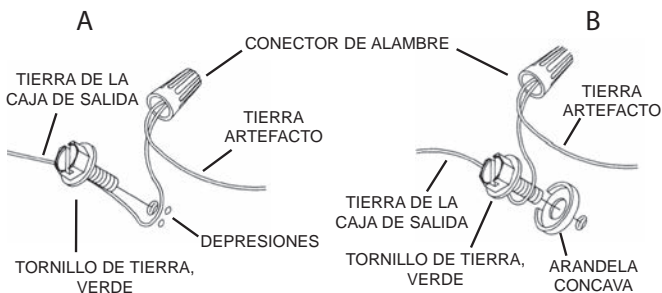 A
B
CONECTOR DE ALAMBRE
TIERRA DE LA
CAJA DE SALIDA
TIERRA
ARTEFACTO
TIERRA
ARTEFACTO
TIERRA DE LA
CAJA DE SALIDA
DEPRESIONES
TORNILLO DE TIERRA,
VERDE
TORNILLO DE TIERRA,
VERDE
ARANDELA
CONCAVA